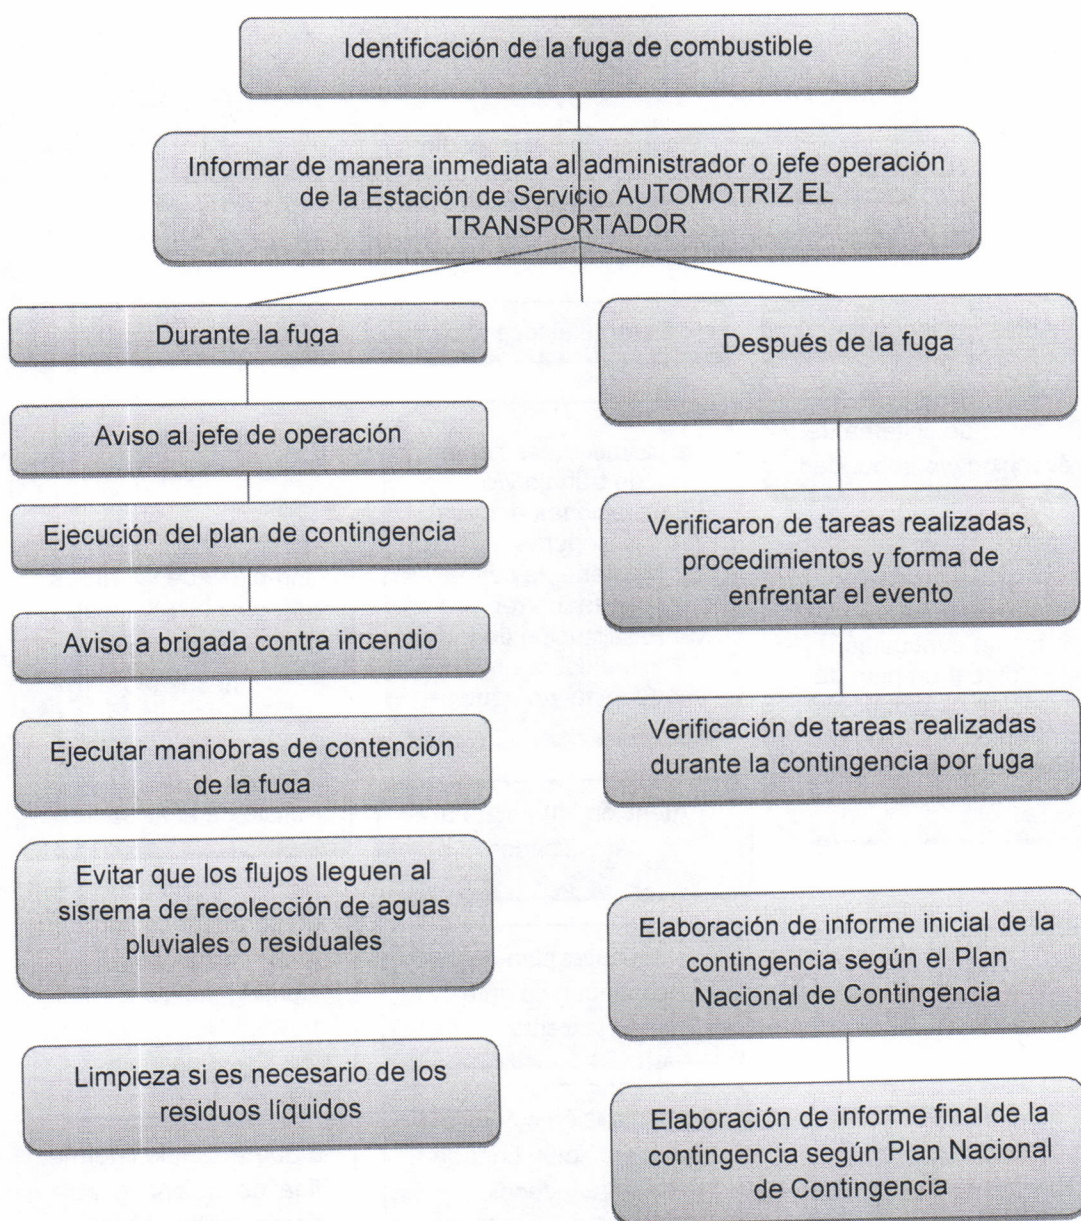 Identificación de la fuga de combustible
Informar de manera inmediata al administrador o jefe operación
de la Estación de Servicio AUTOMOTRIZ EL
TRANSPORTADOR
Durante la fuga
Aviso al jefe de operación
Ejecución del plan de contingencia
Aviso a brigada contra incendio
Ejecutar maniobras de contención
de la fuga
Evitar que los flujos lleguen al
sisrema de recolección de aguas
pluviales o residuales
Limpieza si es necesario de los
residuos líquidos
Después de la fuga
Verificaron de tareas realizadas,
procedimientos y forma de
enfrentar el evento
Verificación de tareas realizadas
durante la contingencia por fuga
Elaboración de informe inicial de la
contingencia según el Plan
Nacional de Contingencia
Elaboración de informe final de la
contingencia según Plan Nacional
de Contingencia